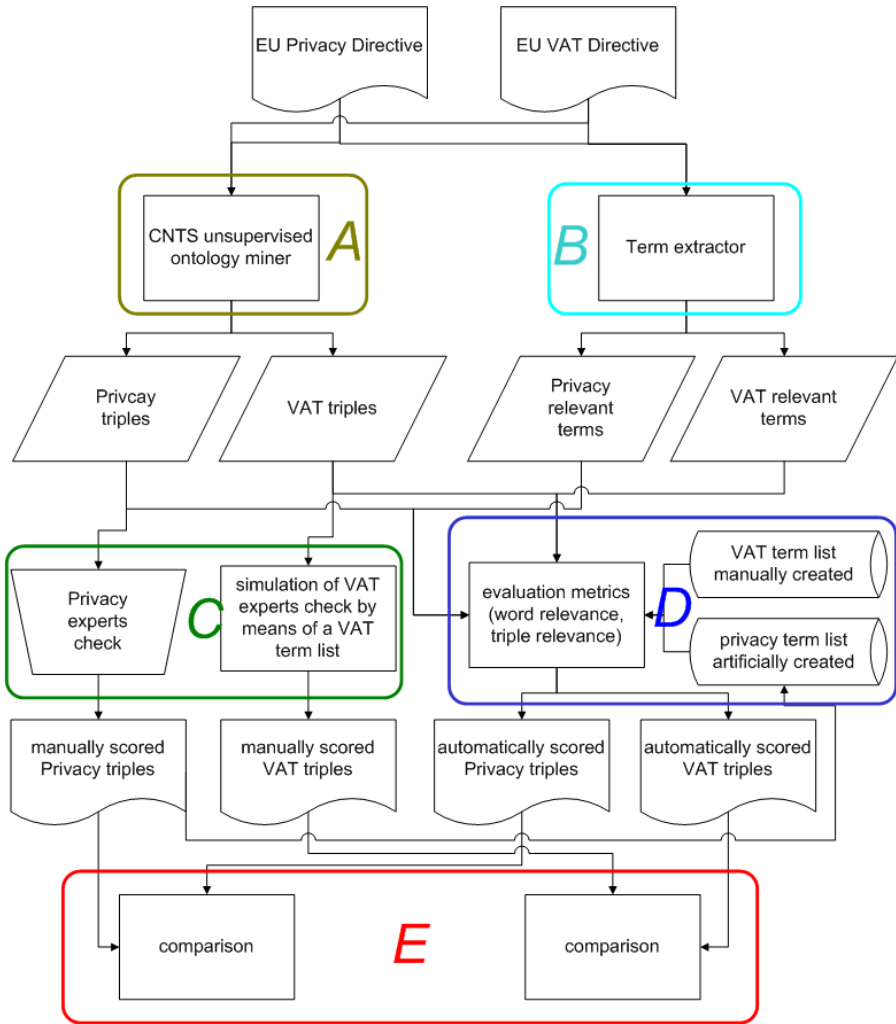 EU Privacy Directive
EU VAT Directive
CNTS unsupervised
ontology miner
A
B
Term extractor
Privcay
triples
VAT triples
Privacy
relevant
terms
VAT relevant
terms
Privacy
experts
check
C
simulation of VAT
experts check by
means of a VAT
term list
evaluation metrics
(word relevance,
triple relevance)
D
VAT term list
manually created
privacy term list
artificially created
manually scored
Privacy triples
manually scored
VAT triples
automatically scored
Privacy triples
automatically scored
VAT triples
comparison
E
comparison